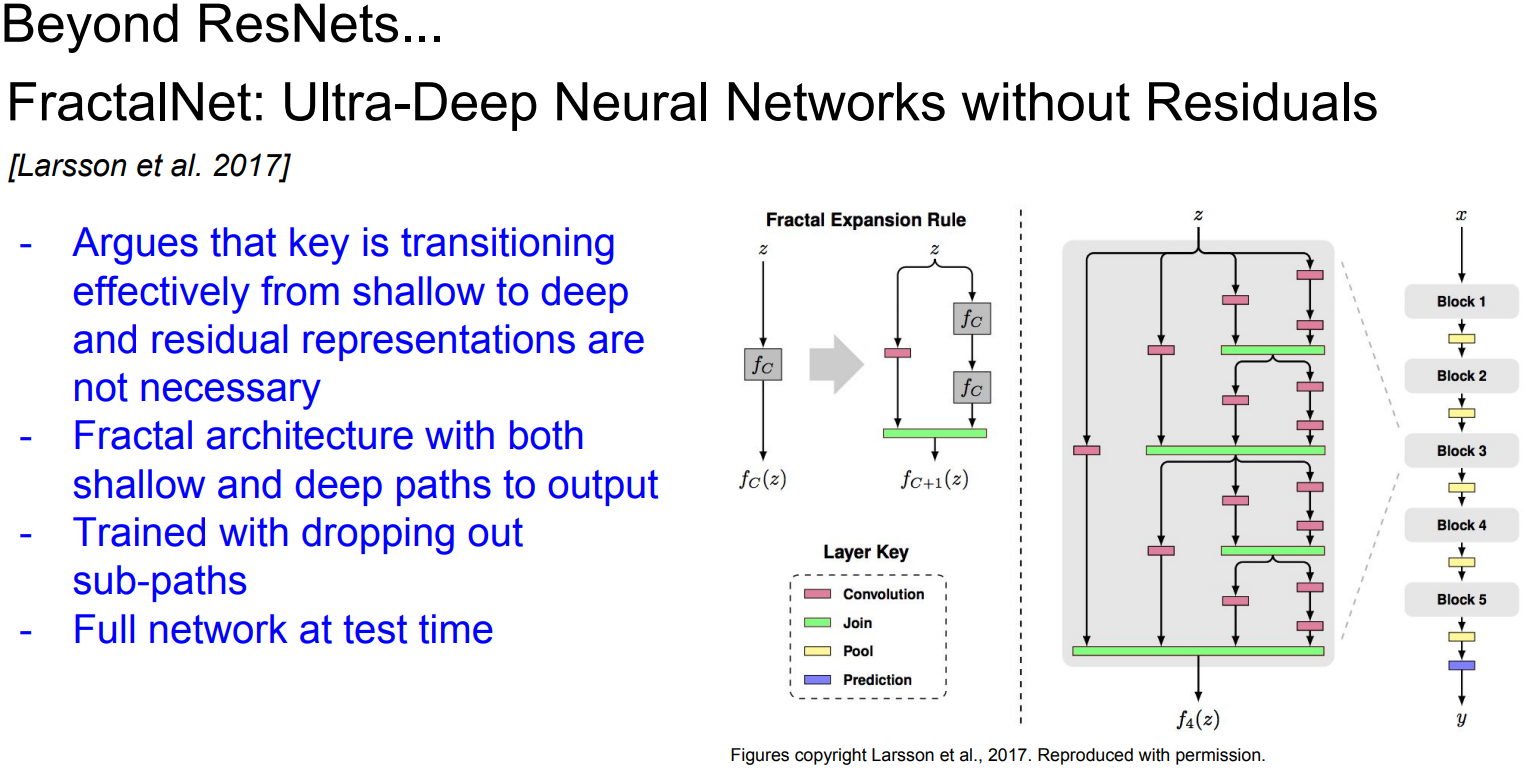 Beyond ResNets...
FractalNet: Ultra-Deep Neural Networks without Residuals
[Larsson et al. 2017]
- Argues that key is transitioning
effectively from shallow to deep
and residual representations are
not necessary
- Fractal architecture with both
shallow and deep paths to output
- Trained with dropping out
sub-paths
- Full network at test time
Fractal Expansion Rule
z
z
f_C
f_C
f_C
f_C(z)
f_{C+1}(z)
Layer Key
Convolution
Join
Pool
Prediction
z
f_4(z)
x
Block 1
Block 2
Block 3
Block 4
Block 5
y
Figures copyright Larsson et al., 2017. Reproduced with permission.